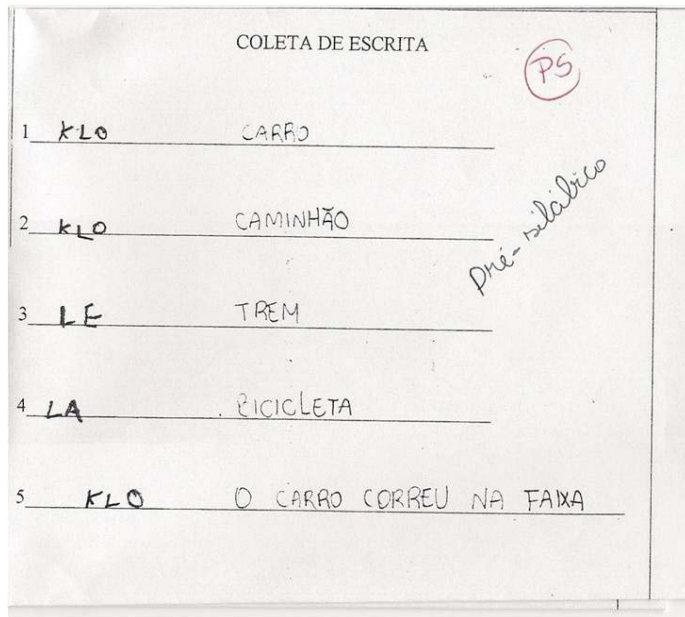 COLETA DE ESCRITA
PS
1 KLO CARRO
2 KLO CAMINHÃO
Pré-silábico
3 LE TREM
4 LA BICICLETA
5 KLO O CARRO CORREU NA FAIXA